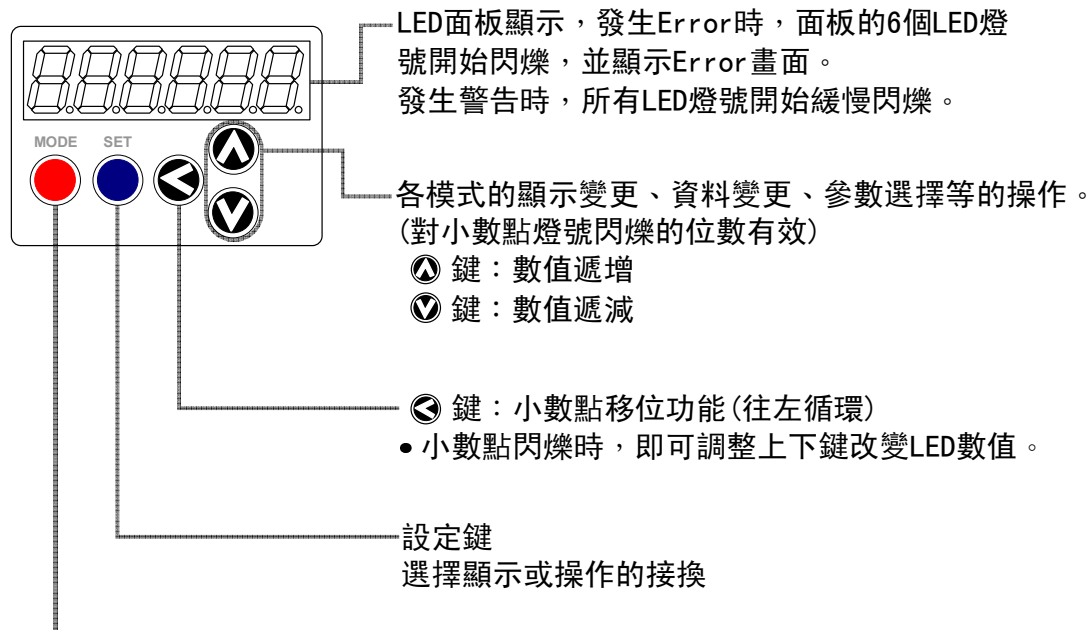 LED面板顯示，發生Error時，面板的6個LED燈
號開始閃爍，並顯示Error畫面。
發生警告時，所有LED燈號開始緩慢閃爍。
MODE SET
各模式的顯示變更、資料變更、參數選擇等的操作。
(對小數點燈號閃爍的位數有效)
鍵：數值遞增
鍵：數值遞減
鍵：小數點移位功能(往左循環)
•小數點閃爍時，即可調整上下鍵改變LED數值。
設定鍵
選擇顯示或操作的接換